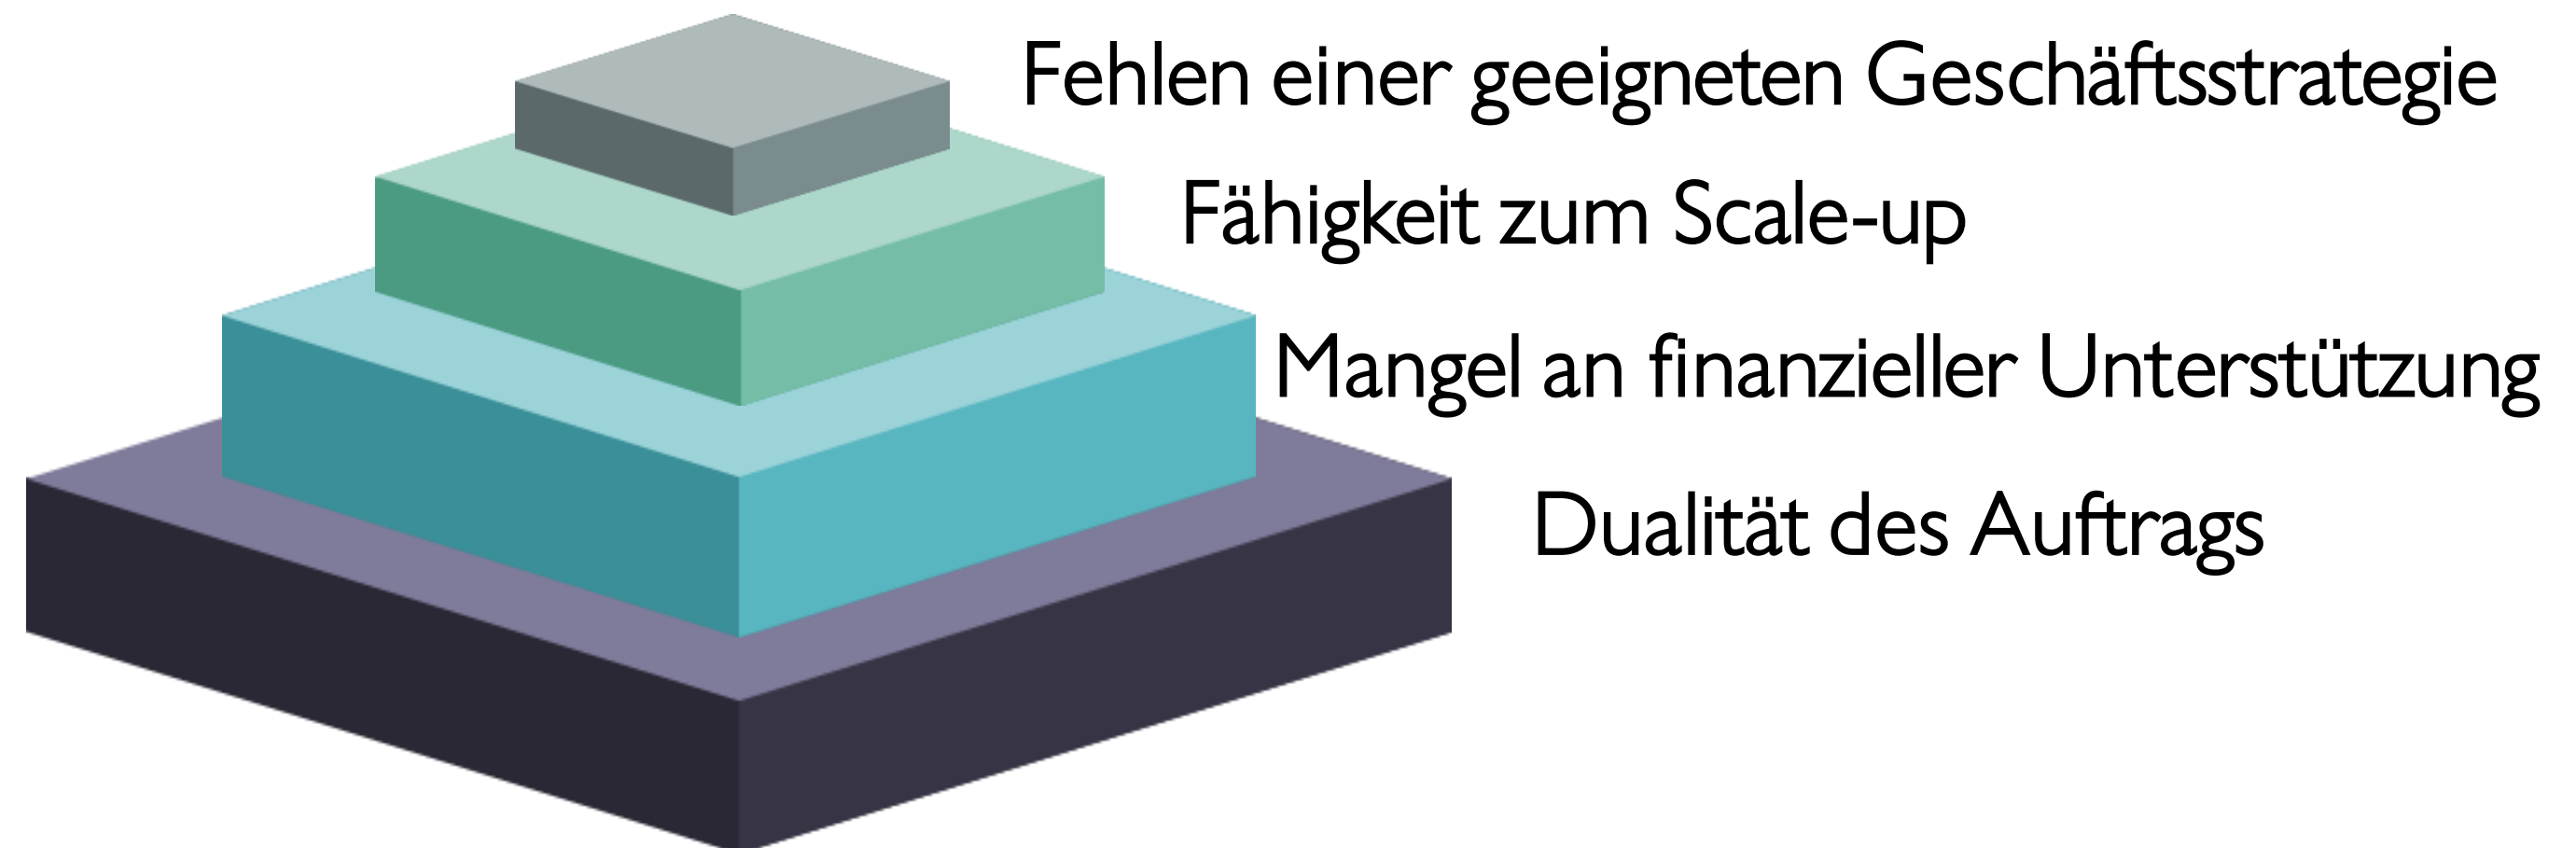 Fehlen einer geeigneten Geschäftsstrategie
Fähigkeit zum Scale-up
Mangel an finanzieller Unterstützung
Dualität des Auftrags